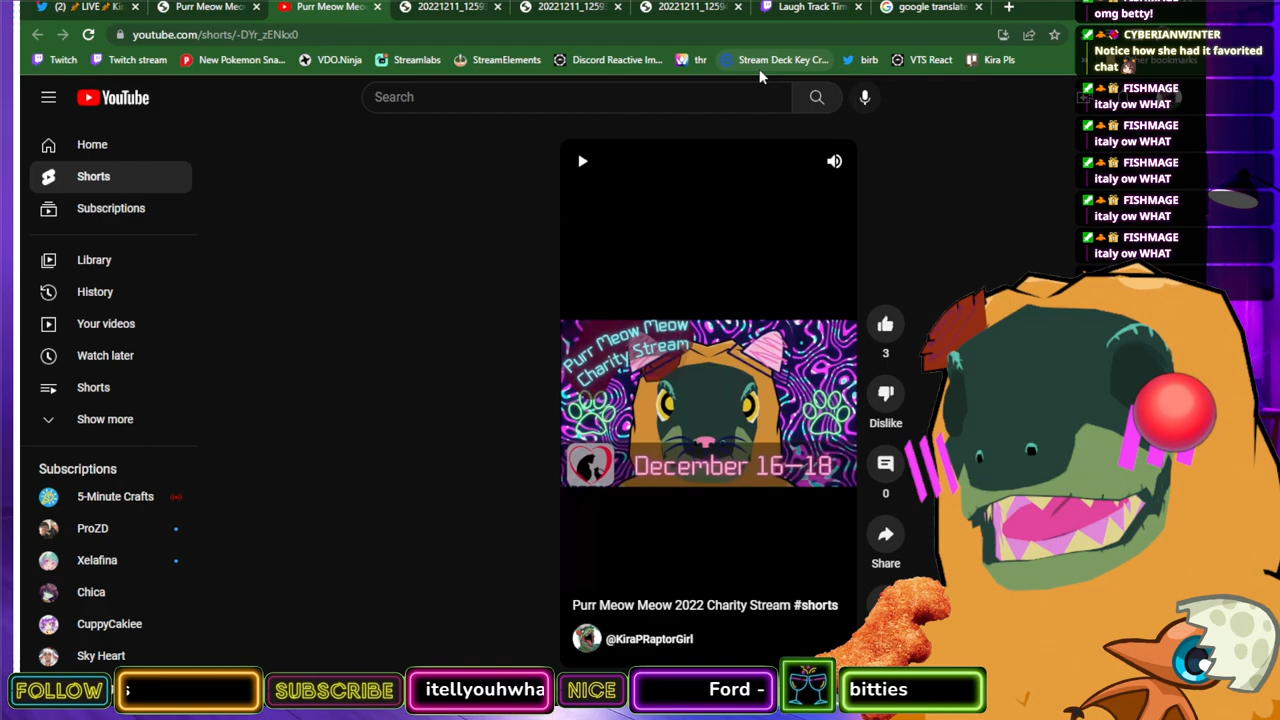 (2) 🪶LIVE🪶Ki
Purr Meow Meo
Purr Meow Meo
20221211_1259
20221211_1259
20221211_1259
Laugh Track Tim
google translate
youtube.com/shorts/-DYr_zENkx0
Twitch
Twitch stream
New Pokemon Sna...
VDO.Ninja
Streamlabs
StreamElements
Discord Reactive Im...
thr
Stream Deck Key Cr...
birb
VTS React
Kira Pls
YouTube
Search
Home
Shorts
Subscriptions
Library
History
Your videos
Watch later
Shorts
Show more
Subscriptions
5-Minute Crafts
ProZD
Xelafina
Chica
CuppyCakiee
Sky Heart
Purr Meow Meow
Charity Stream
December 16–18
Purr Meow Meow 2022 Charity Stream #shorts
@KiraPRaptorGirl
3
Dislike
0
Share
omg betty!
CYBERIANWINTER
Notice how she had it favorited
chat
FISHMAGE
italy ow WHAT
FISHMAGE
italy ow WHAT
FISHMAGE
italy ow WHAT
FISHMAGE
italy ow WHAT
FISHMAGE
italy ow WHAT
FOLLOW
s
SUBSCRIBE
itellyouhwha
NICE
Ford -
bitties